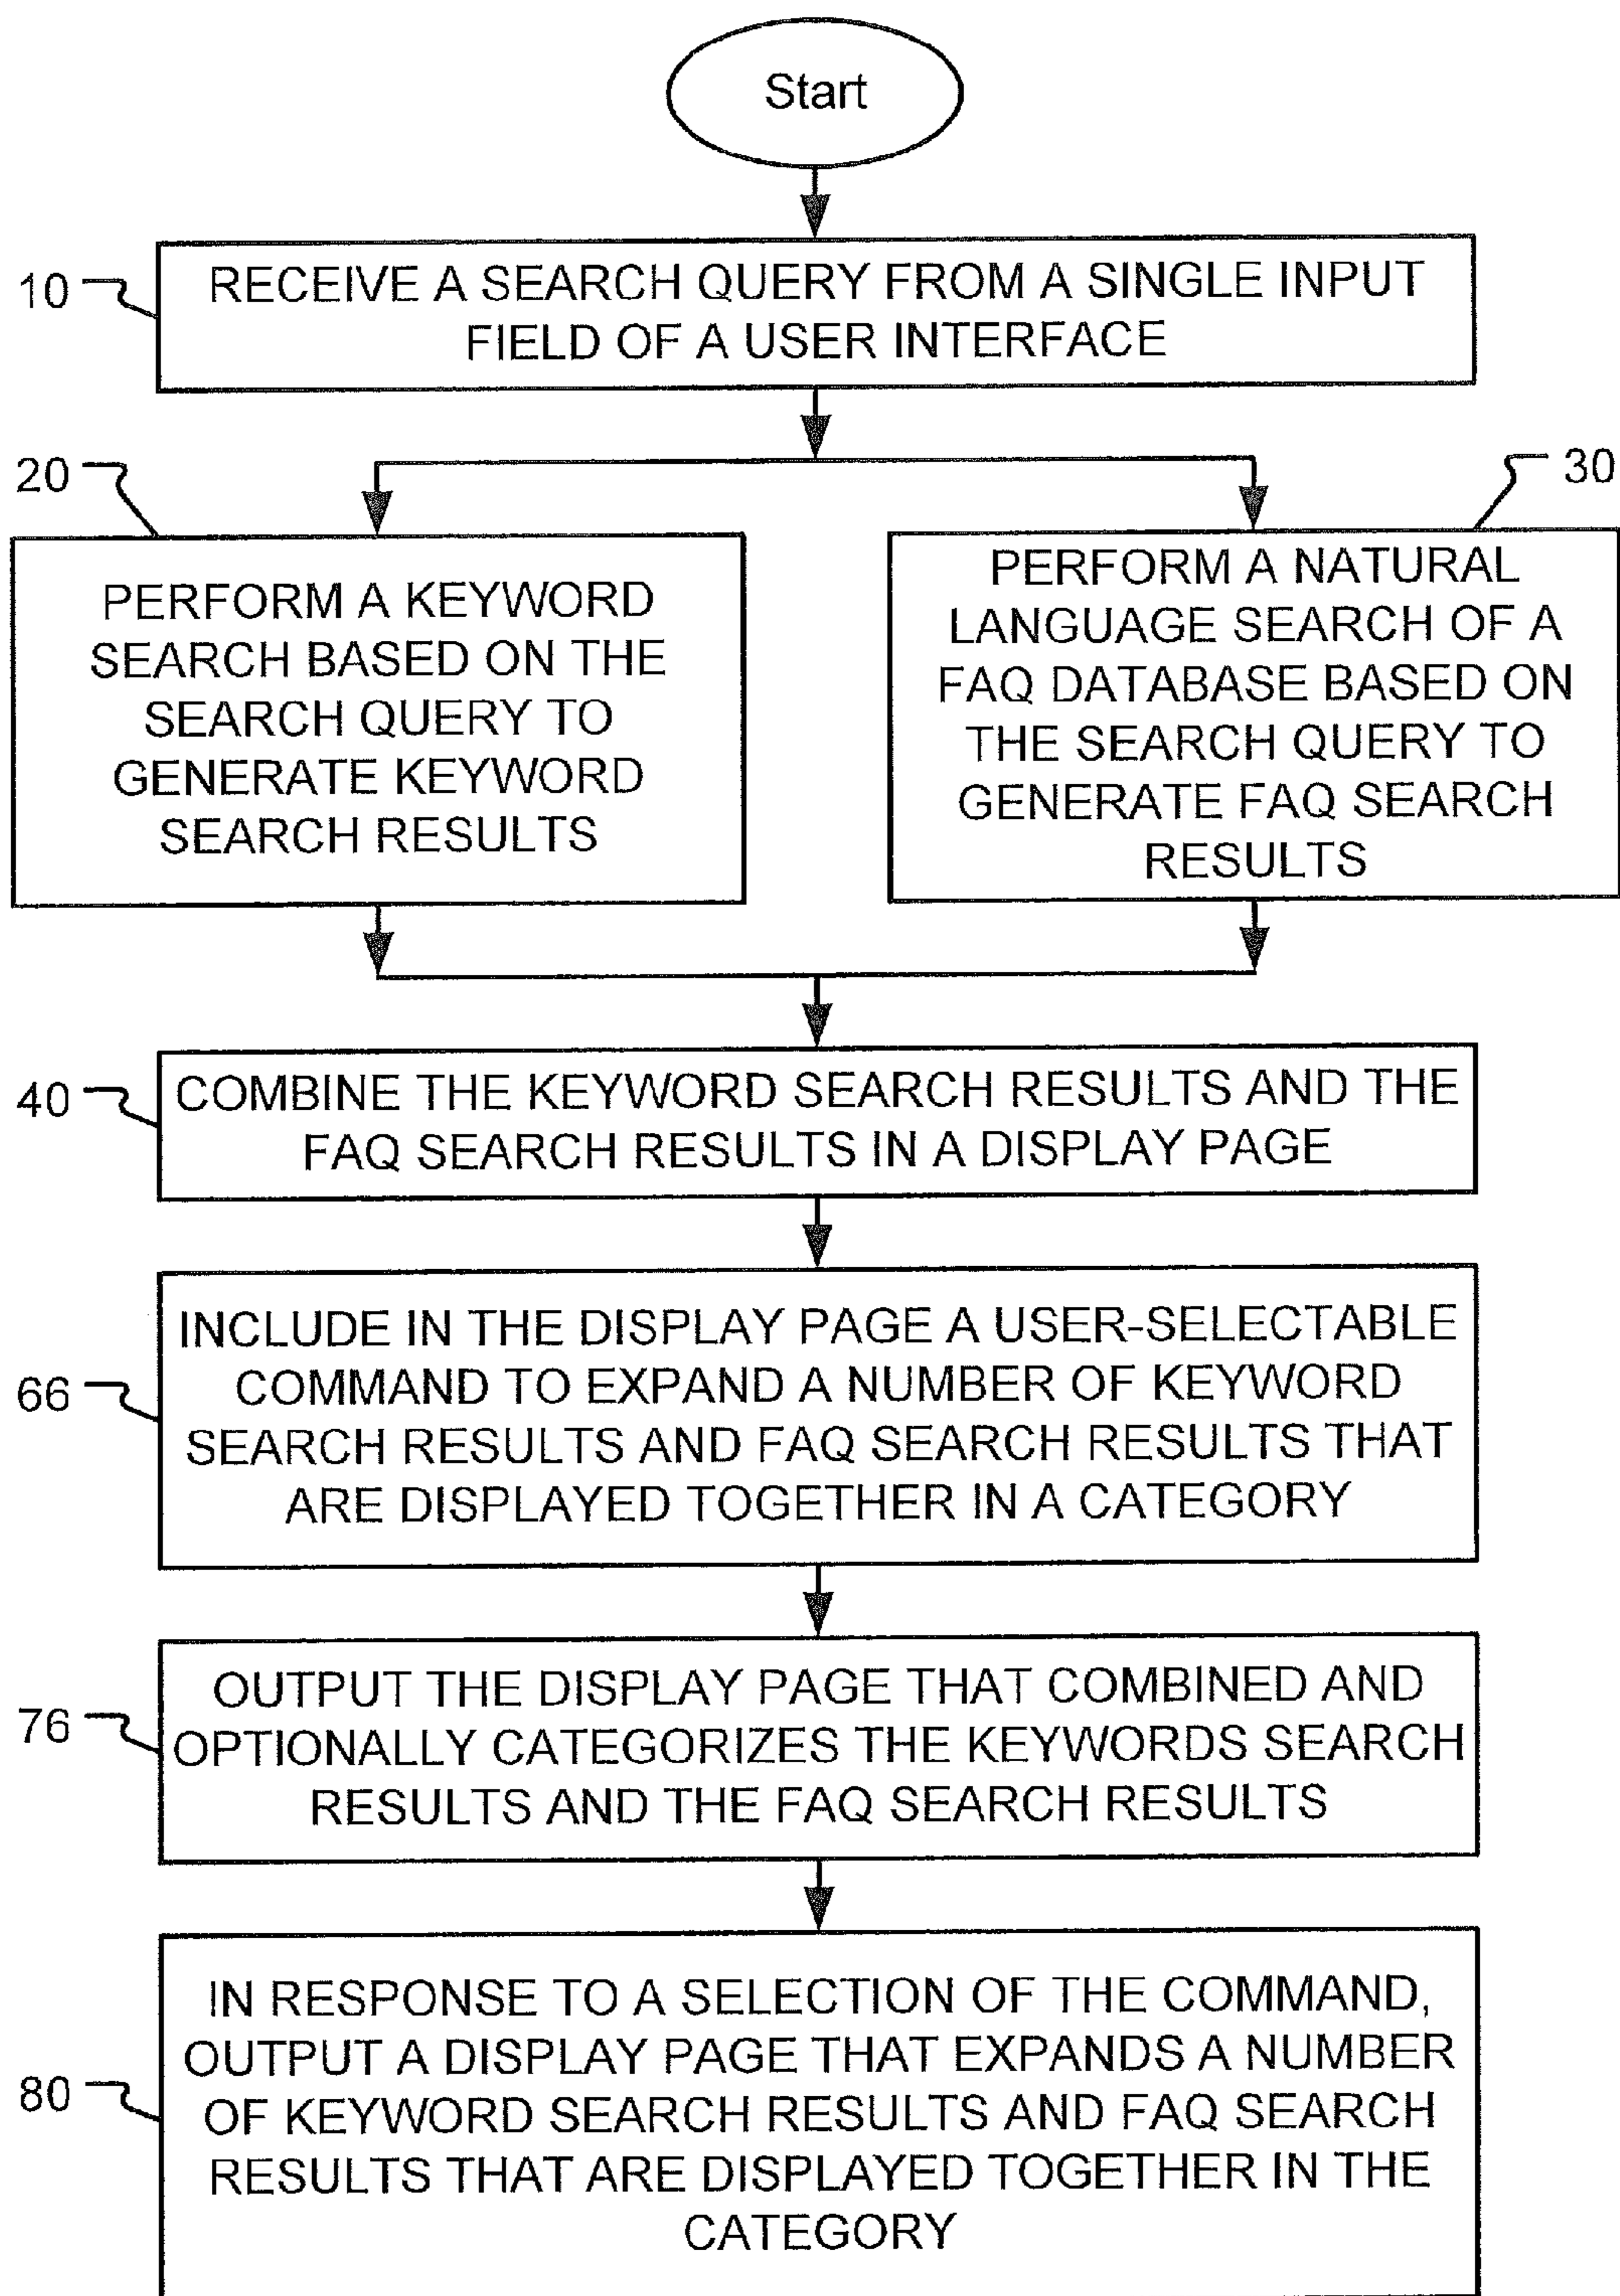 Start
10
RECEIVE A SEARCH QUERY FROM A SINGLE INPUT
FIELD OF A USER INTERFACE
20
PERFORM A KEYWORD
SEARCH BASED ON THE
SEARCH QUERY TO
GENERATE KEYWORD
SEARCH RESULTS
30
PERFORM A NATURAL
LANGUAGE SEARCH OF A
FAQ DATABASE BASED ON
THE SEARCH QUERY TO
GENERATE FAQ SEARCH
RESULTS
40
COMBINE THE KEYWORD SEARCH RESULTS AND THE
FAQ SEARCH RESULTS IN A DISPLAY PAGE
66
INCLUDE IN THE DISPLAY PAGE A USER-SELECTABLE
COMMAND TO EXPAND A NUMBER OF KEYWORD
SEARCH RESULTS AND FAQ SEARCH RESULTS THAT
ARE DISPLAYED TOGETHER IN A CATEGORY
76
OUTPUT THE DISPLAY PAGE THAT COMBINED AND
OPTIONALLY CATEGORIZES THE KEYWORDS SEARCH
RESULTS AND THE FAQ SEARCH RESULTS
80
IN RESPONSE TO A SELECTION OF THE COMMAND,
OUTPUT A DISPLAY PAGE THAT EXPANDS A NUMBER
OF KEYWORD SEARCH RESULTS AND FAQ SEARCH
RESULTS THAT ARE DISPLAYED TOGETHER IN THE
CATEGORY